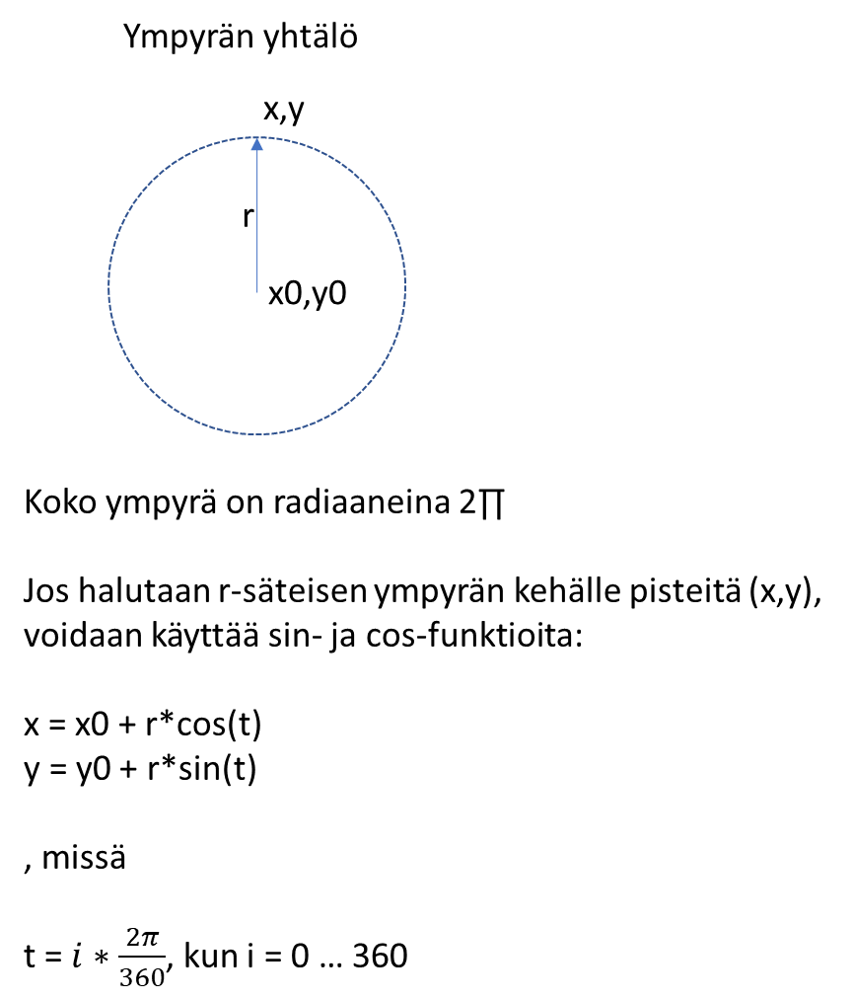 Ympyrän yhtälö
x,y
r
x0,y0
Koko ympyrä on radiaaneina 2∏
Jos halutaan r-säteisen ympyrän kehälle pisteitä (x,y),
voidaan käyttää sin- ja cos-funktioita:
x = x0 + r*cos(t)
y = y0 + r*sin(t)
, missä
t = 𝑖 ∗ 2𝜋/360, kun i = 0 … 360